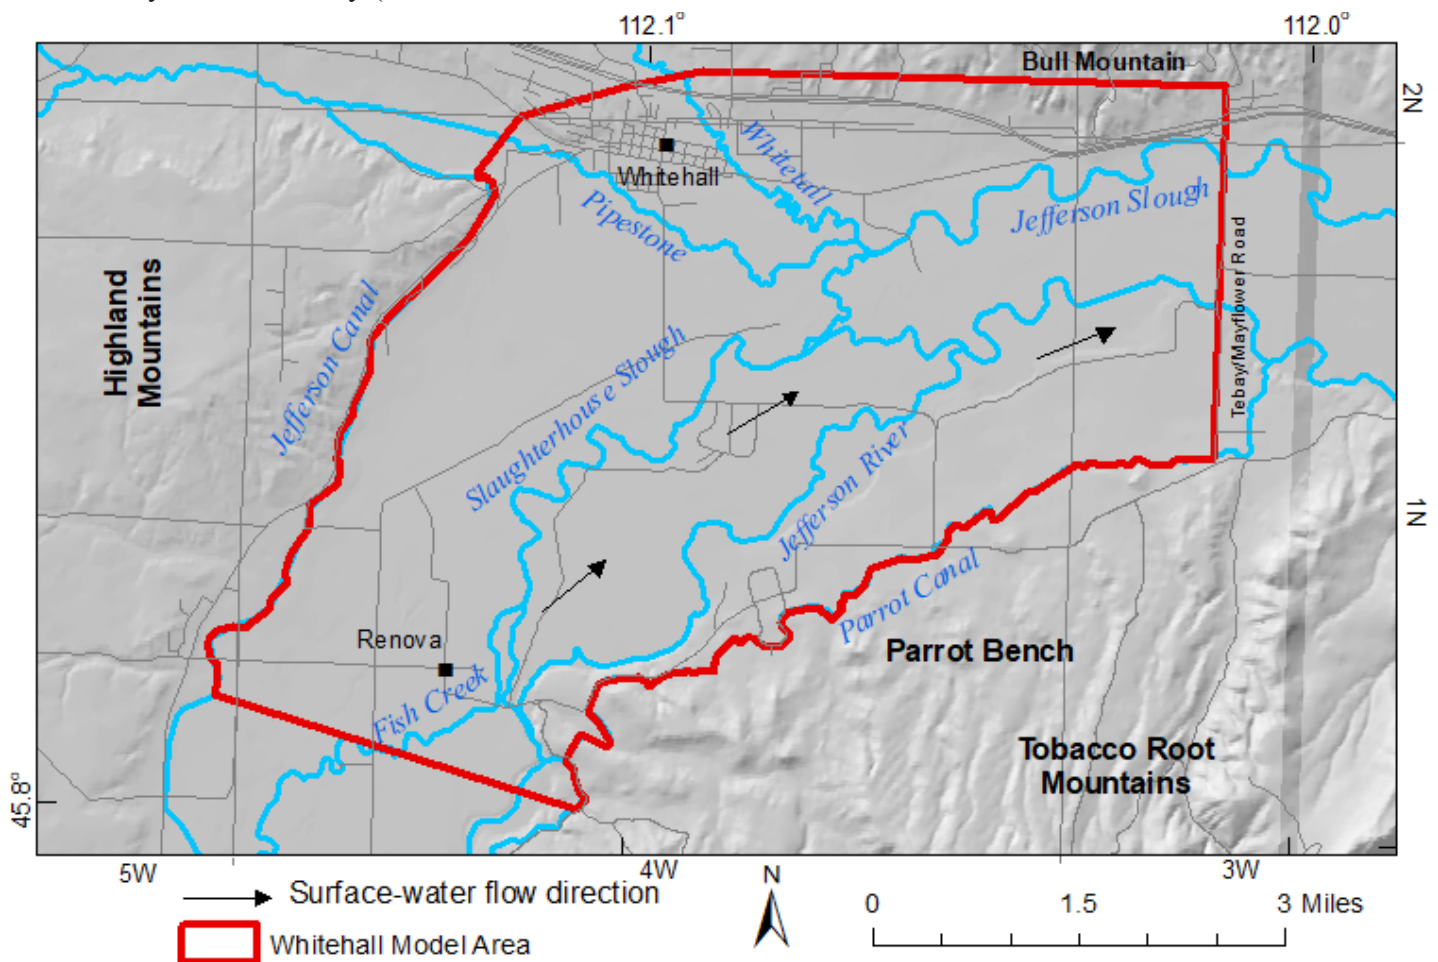 112.1°
112.0°
Bull Mountain
2N
Whitetail
Whitehall
Pipestone
Jefferson Slough
Highland
Mountains
Jefferson Canal
Tebay/Mayflower Road
Slaughterhouse Slough
Jefferson River
1N
Parrot Canal
Renova
Parrot Bench
Fish Creek
Tobacco Root
Mountains
45.8°
5W
4W
3W
Surface-water flow direction
N
0 1.5 3 Miles
Whitehall Model Area